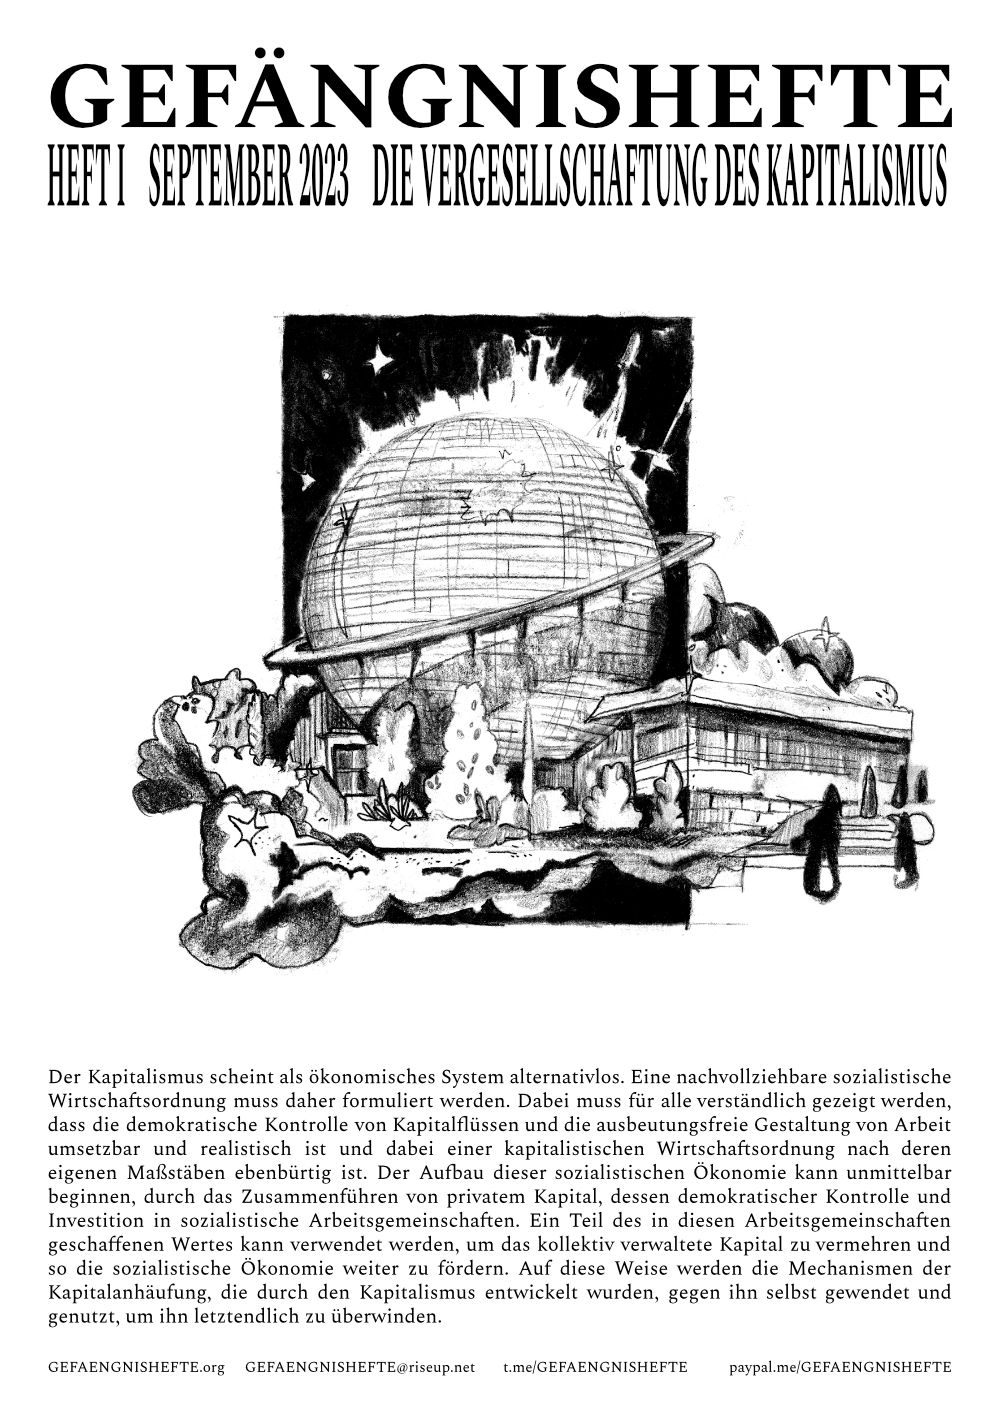 GEFÄNGNISHEFTE
HEFT I SEPTEMBER 2023 DIE VERGESELLSCHAFTUNG DES KAPITALISMUS
Der Kapitalismus scheint als ökonomisches System alternativlos. Eine nachvollziehbare sozialistische
Wirtschaftsordnung muss daher formuliert werden. Dabei muss für alle verständlich gezeigt werden,
dass die demokratische Kontrolle von Kapitalflüssen und die ausbeutungsfreie Gestaltung von Arbeit
umsetzbar und realistisch ist und dabei einer kapitalistischen Wirtschaftsordnung nach deren
eigenen Maßstäben ebenbürtig ist. Der Aufbau dieser sozialistischen Ökonomie kann unmittelbar
beginnen, durch das Zusammenführen von privatem Kapital, dessen demokratischer Kontrolle und
Investition in sozialistische Arbeitsgemeinschaften. Ein Teil des in diesen Arbeitsgemeinschaften
geschaffenen Wertes kann verwendet werden, um das kollektiv verwaltete Kapital zu vermehren und
so die sozialistische Ökonomie weiter zu fördern. Auf diese Weise werden die Mechanismen der
Kapitalanhäufung, die durch den Kapitalismus entwickelt wurden, gegen ihn selbst gewendet und
genutzt, um ihn letztendlich zu überwinden.
GEFAENGNISHEFTE.org GEFAENGNISHEFTE@riseup.net t.me/GEFAENGNISHEFTE paypal.me/GEFAENGNISHEFTE